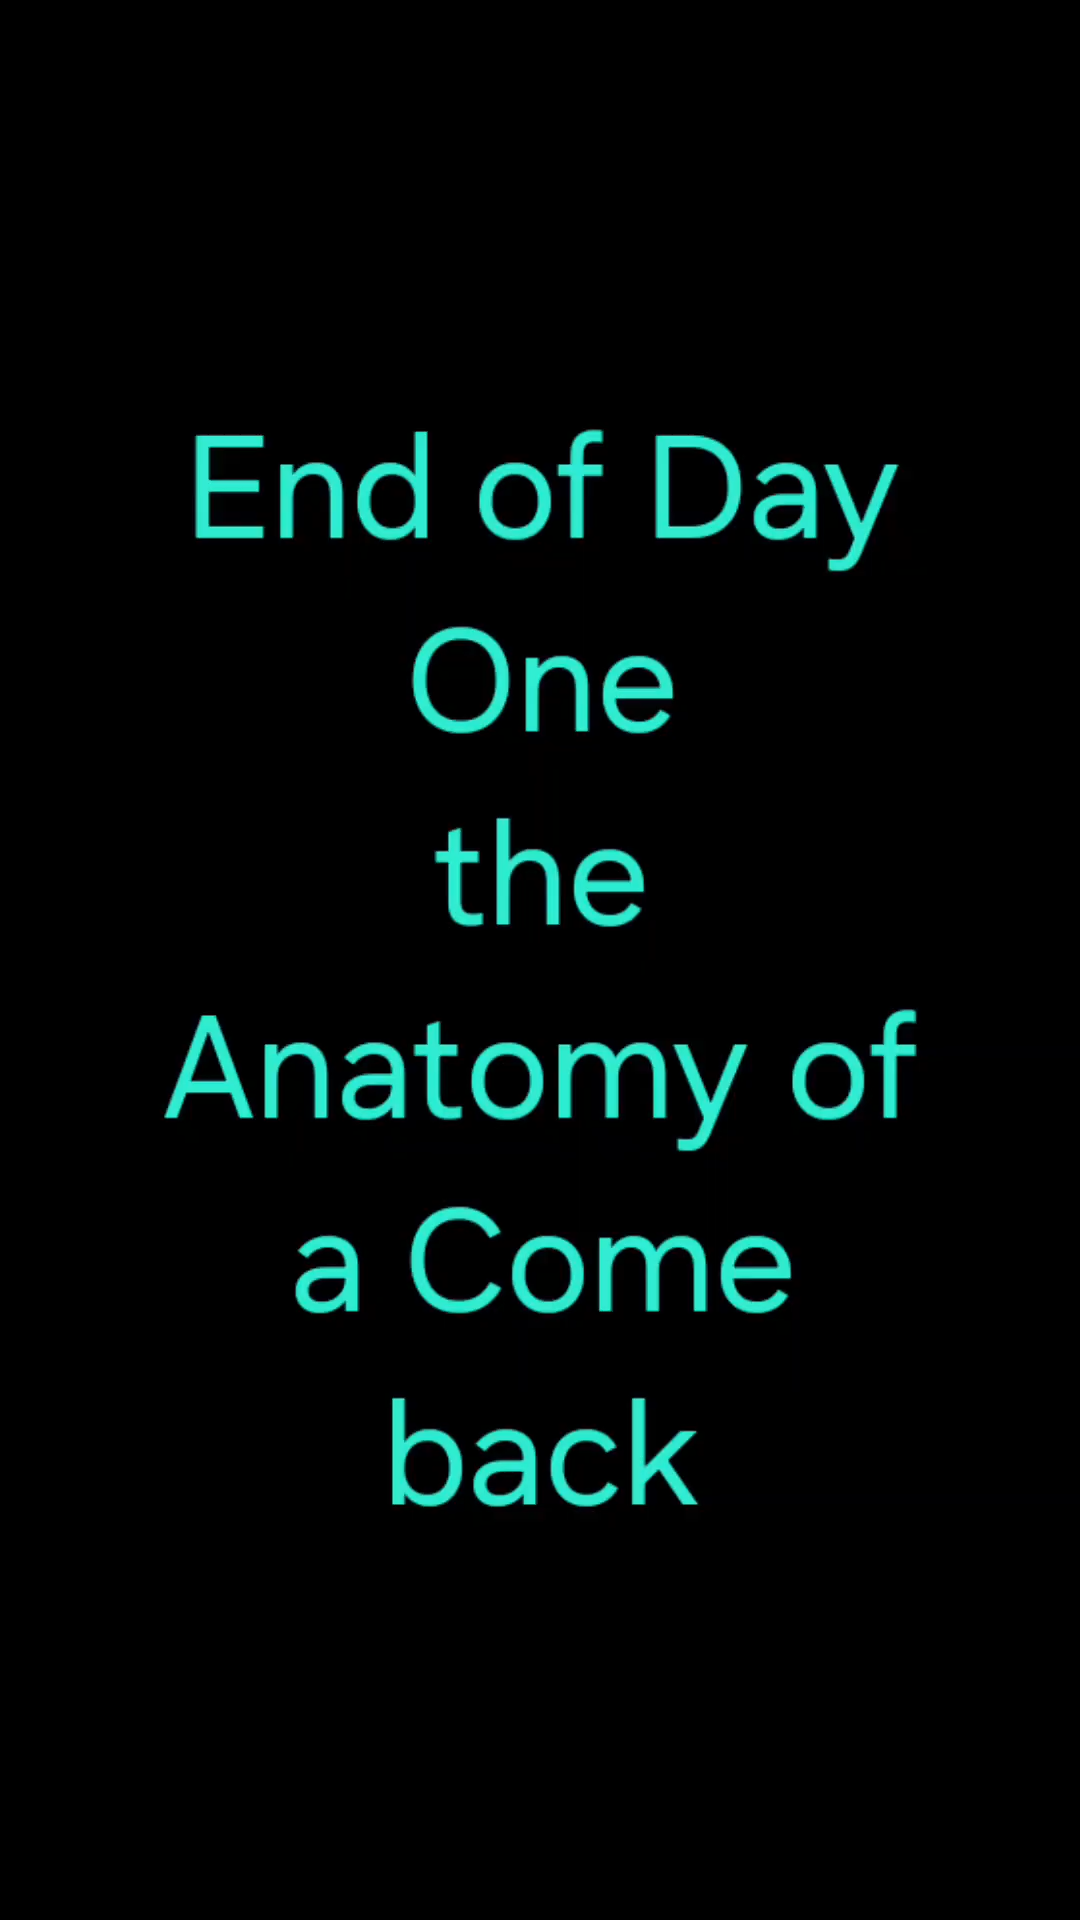 End of Day
One
the
Anatomy of
a Come
back